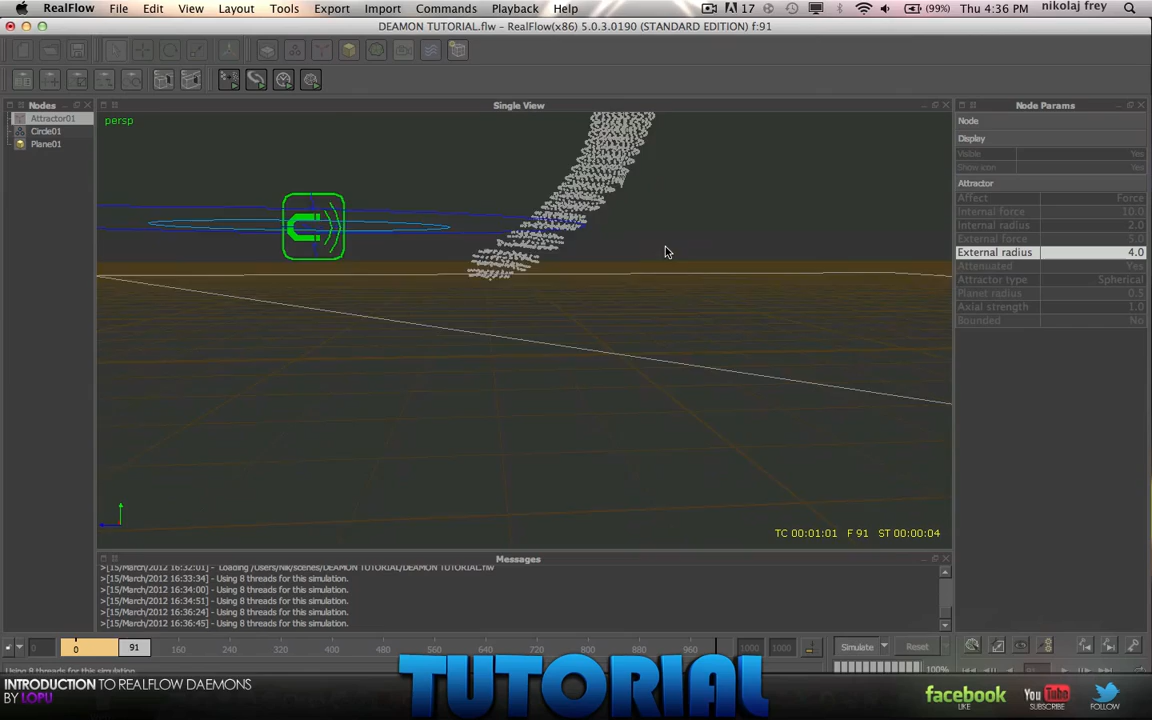 RealFlow File Edit View Layout Tools Export Import Commands Playback Help 17 (99%) Thu 4:36 PM nikolaj frey
DEAMON TUTORIAL.flw - RealFlow(x86) 5.0.3.0190 (STANDARD EDITION) f:91
Nodes
Attractor01
Circle01
Plane01
Single View
persp
TC 00:01:01 F 91 ST 00:00:04
Node Params
Node
Display
Visible Yes
Show icon Yes
Attractor
Affect Force
Internal force 10.0
Internal radius 2.0
External force 5.0
External radius 4.0
Attenuated Yes
Attractor type Spherical
Planet radius 0.5
Axial strength 1.0
Bounded No
Messages
>[15/March/2012 16:32:01] - Loading /Users/Nik/scenes/DEAMON TUTORIAL/DEAMON TUTORIAL.flw
>[15/March/2012 16:33:34] - Using 8 threads for this simulation.
>[15/March/2012 16:34:00] - Using 8 threads for this simulation.
>[15/March/2012 16:34:51] - Using 8 threads for this simulation.
>[15/March/2012 16:36:24] - Using 8 threads for this simulation.
>[15/March/2012 16:36:45] - Using 8 threads for this simulation.
0 0 91 160 240 320 400 480 560 640 720 800 880 960 1000 1000 Simulate Reset
Using 8 threads for this simulation.
100%
INTRODUCTION TO REALFLOW DAEMONS
BY LOPU
TUTORIAL
facebook
LIKE
YouTube
SUBSCRIBE
FOLLOW